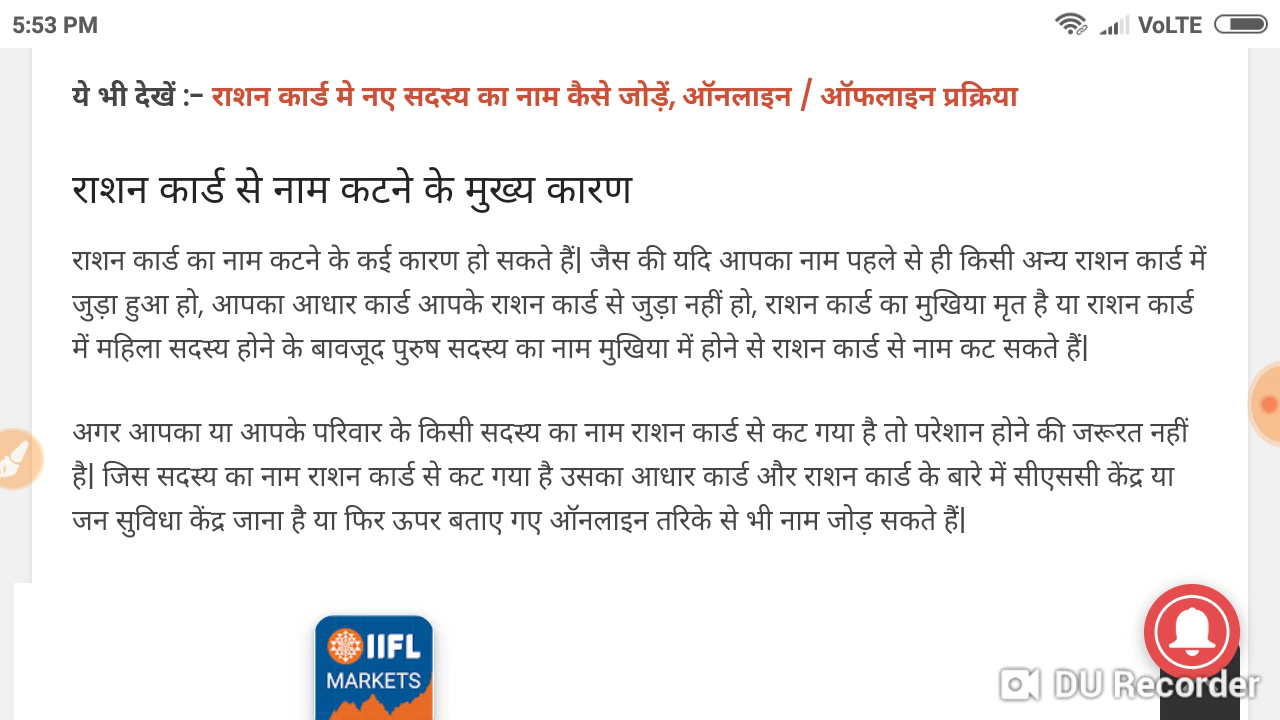 5:53 PM
VoLTE
ये भी देखें :- राशन कार्ड मे नए सदस्य का नाम कैसे जोड़ें, ऑनलाइन / ऑफलाइन प्रक्रिया
राशन कार्ड से नाम कटने के मुख्य कारण
राशन कार्ड का नाम कटने के कई कारण हो सकते हैं| जैस की यदि आपका नाम पहले से ही किसी अन्य राशन कार्ड में
जुड़ा हुआ हो, आपका आधार कार्ड आपके राशन कार्ड से जुड़ा नहीं हो, राशन कार्ड का मुखिया मृत है या राशन कार्ड
में महिला सदस्य होने के बावजूद पुरुष सदस्य का नाम मुखिया में होने से राशन कार्ड से नाम कट सकते हैं|
अगर आपका या आपके परिवार के किसी सदस्य का नाम राशन कार्ड से कट गया है तो परेशान होने की जरूरत नहीं
है| जिस सदस्य का नाम राशन कार्ड से कट गया है उसका आधार कार्ड और राशन कार्ड के बारे में सीएससी केंद्र या
जन सुविधा केंद्र जाना है या फिर ऊपर बताए गए ऑनलाइन तरिके से भी नाम जोड़ सकते हैं|
IIFL
MARKETS
DU Recorder